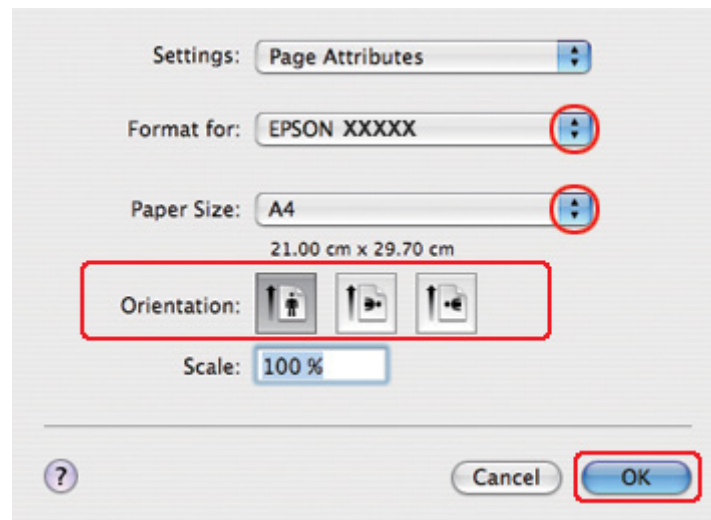 Settings: Page Attributes
Format for: EPSON XXXXX
Paper Size: A4
21.00 cm x 29.70 cm
Orientation:
Scale: 100 %
? Cancel OK